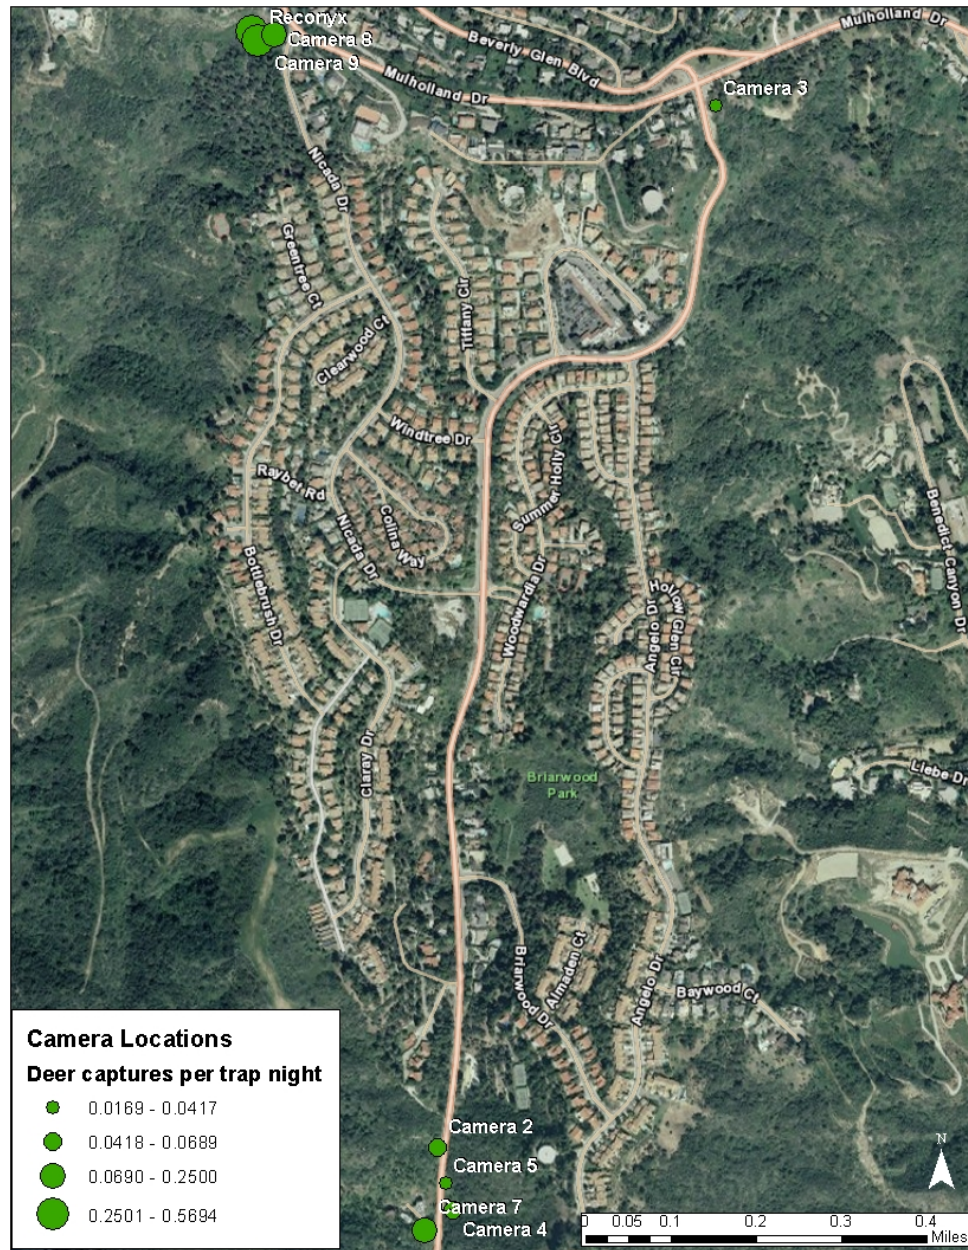 Reconyx
Camera 8
Camera 9
Mulholland Dr
Beverly Glen Blvd
Mulholland Dr
Camera 3
Nicada Dr
Greentree Ct
Tiffany Cir
Clearwood Ct
Windtree Dr
Summer Holly Cir
Raybet Rd
Colina Way
Nicada Dr
Benedict Canyon Dr
Bottlebrush Dr
Woodwardia Dr
Hollow Glen Cir
Angelo Dr
Claray Dr
Briarwood
Park
Liebe Dr
Briarwood Dr
Almaden Ct
Angelo Dr
Baywood Ct
Camera Locations
Deer captures per trap night
0.0169 - 0.0417
0.0418 - 0.0689
0.0690 - 0.2500
0.2501 - 0.5694
Camera 2
Camera 5
Camera 7
Camera 4
N
0 0.05 0.1 0.2 0.3 0.4
Miles